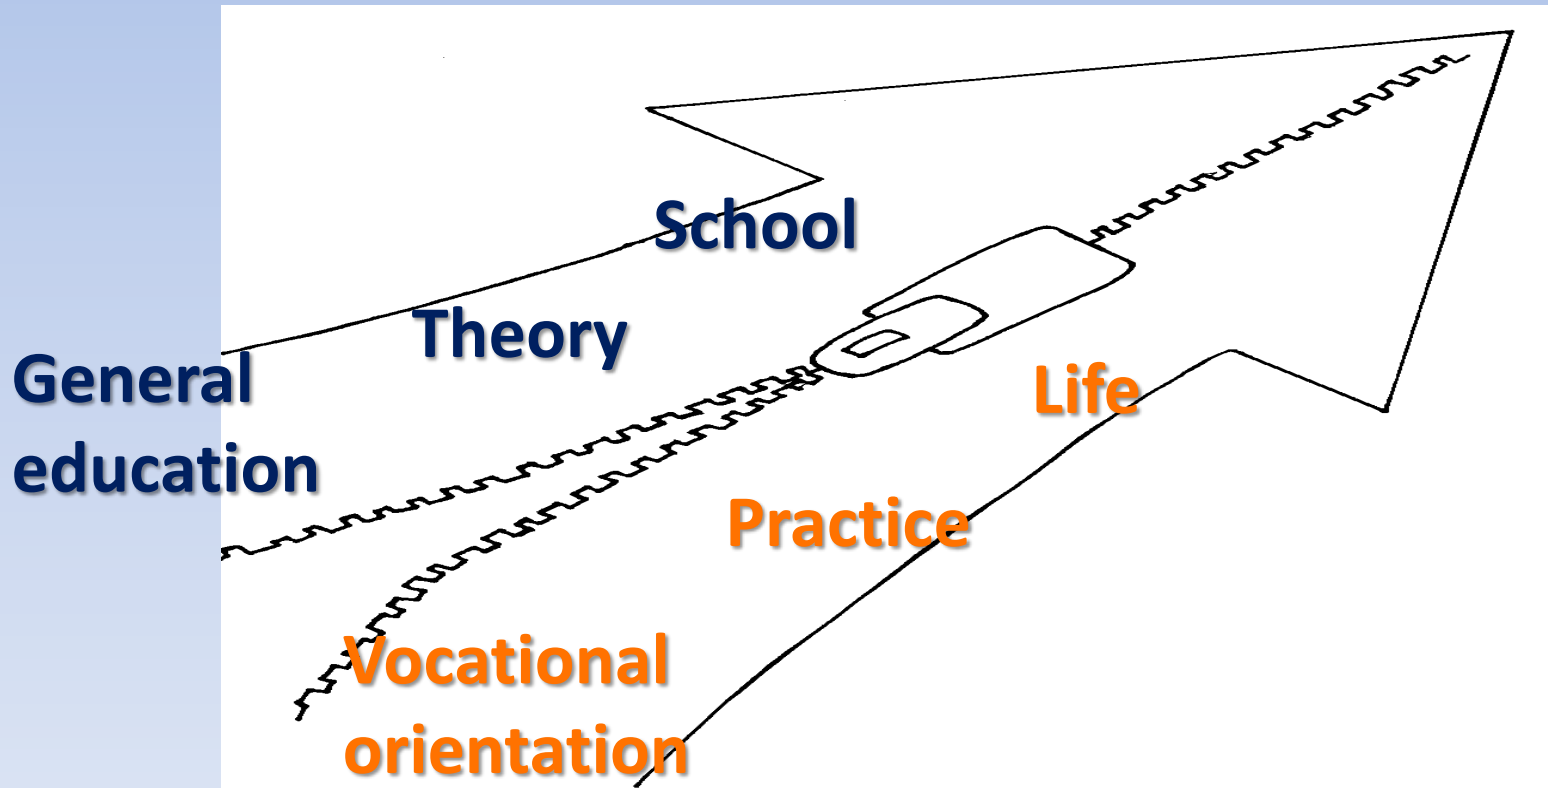 School
Theory
General
education
Life
Practice
Vocational
orientation